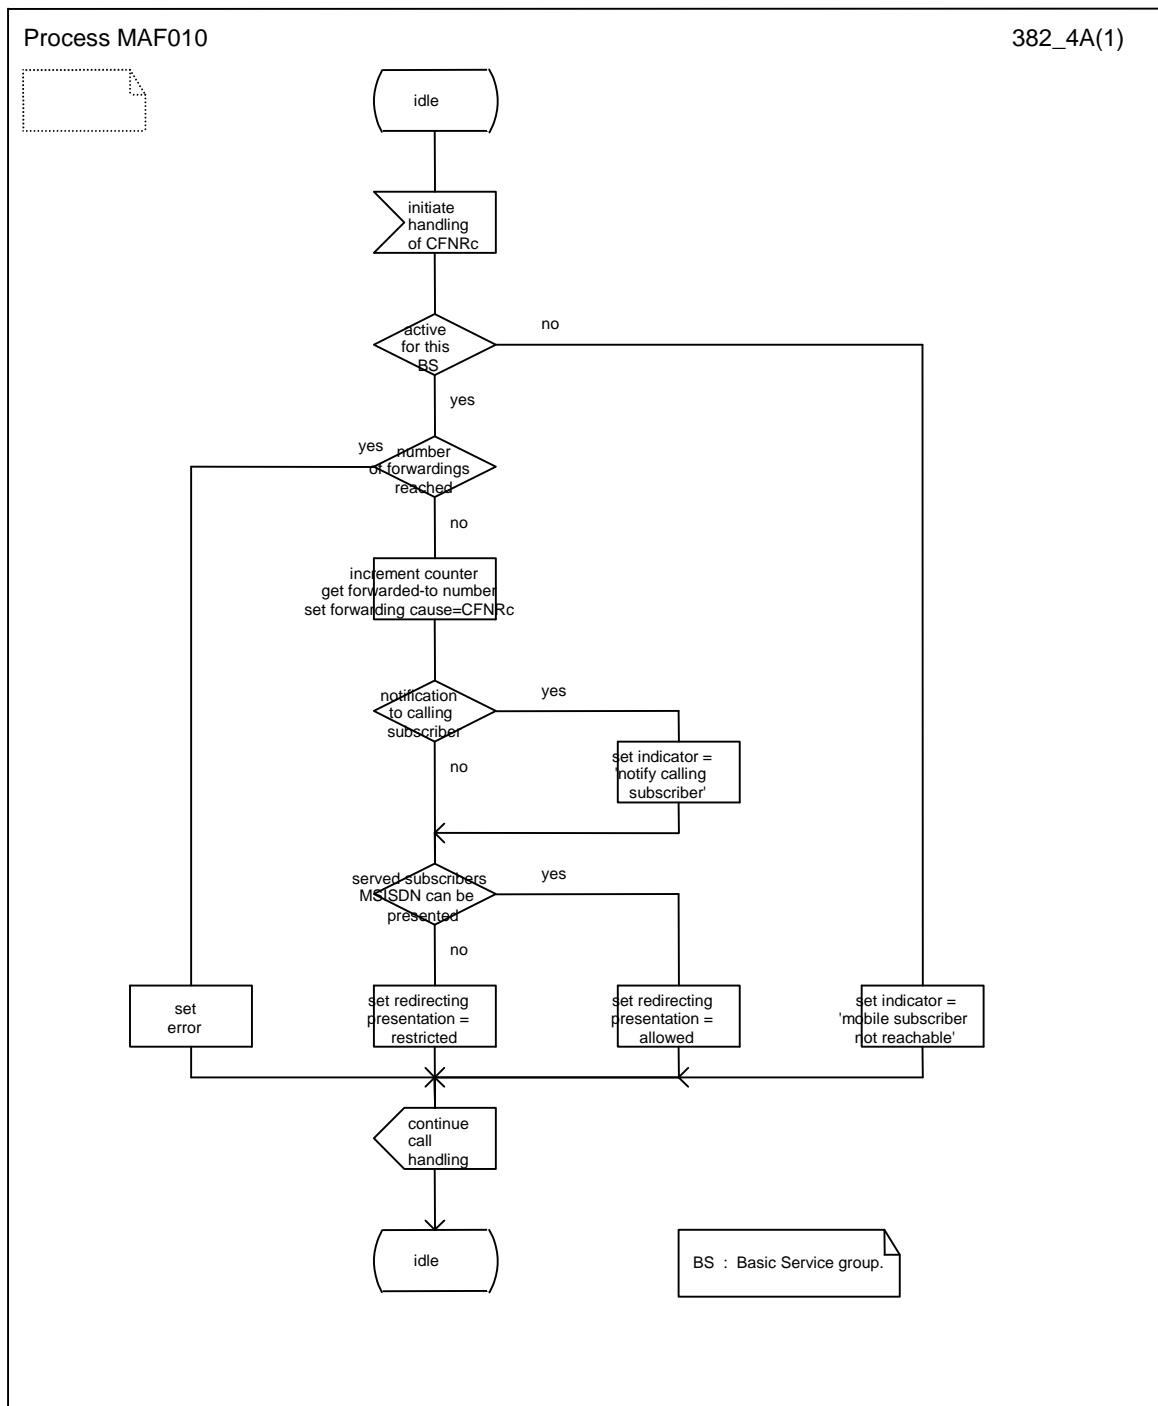 Process MAF010
382_4A(1)
idle
initiate
handling
of CFNRc
active
for this
BS
no
yes
number
of forwardings
reached
yes
no
increment counter
get forwarded-to number
set forwarding cause=CFNRc
notification
to calling
subscriber
yes
no
set indicator =
'notify calling
subscriber'
served subscribers
MSISDN can be
presented
yes
no
set
error
set redirecting
presentation =
restricted
set redirecting
presentation =
allowed
set indicator =
'mobile subscriber
not reachable'
continue
call
handling
idle
BS : Basic Service group.